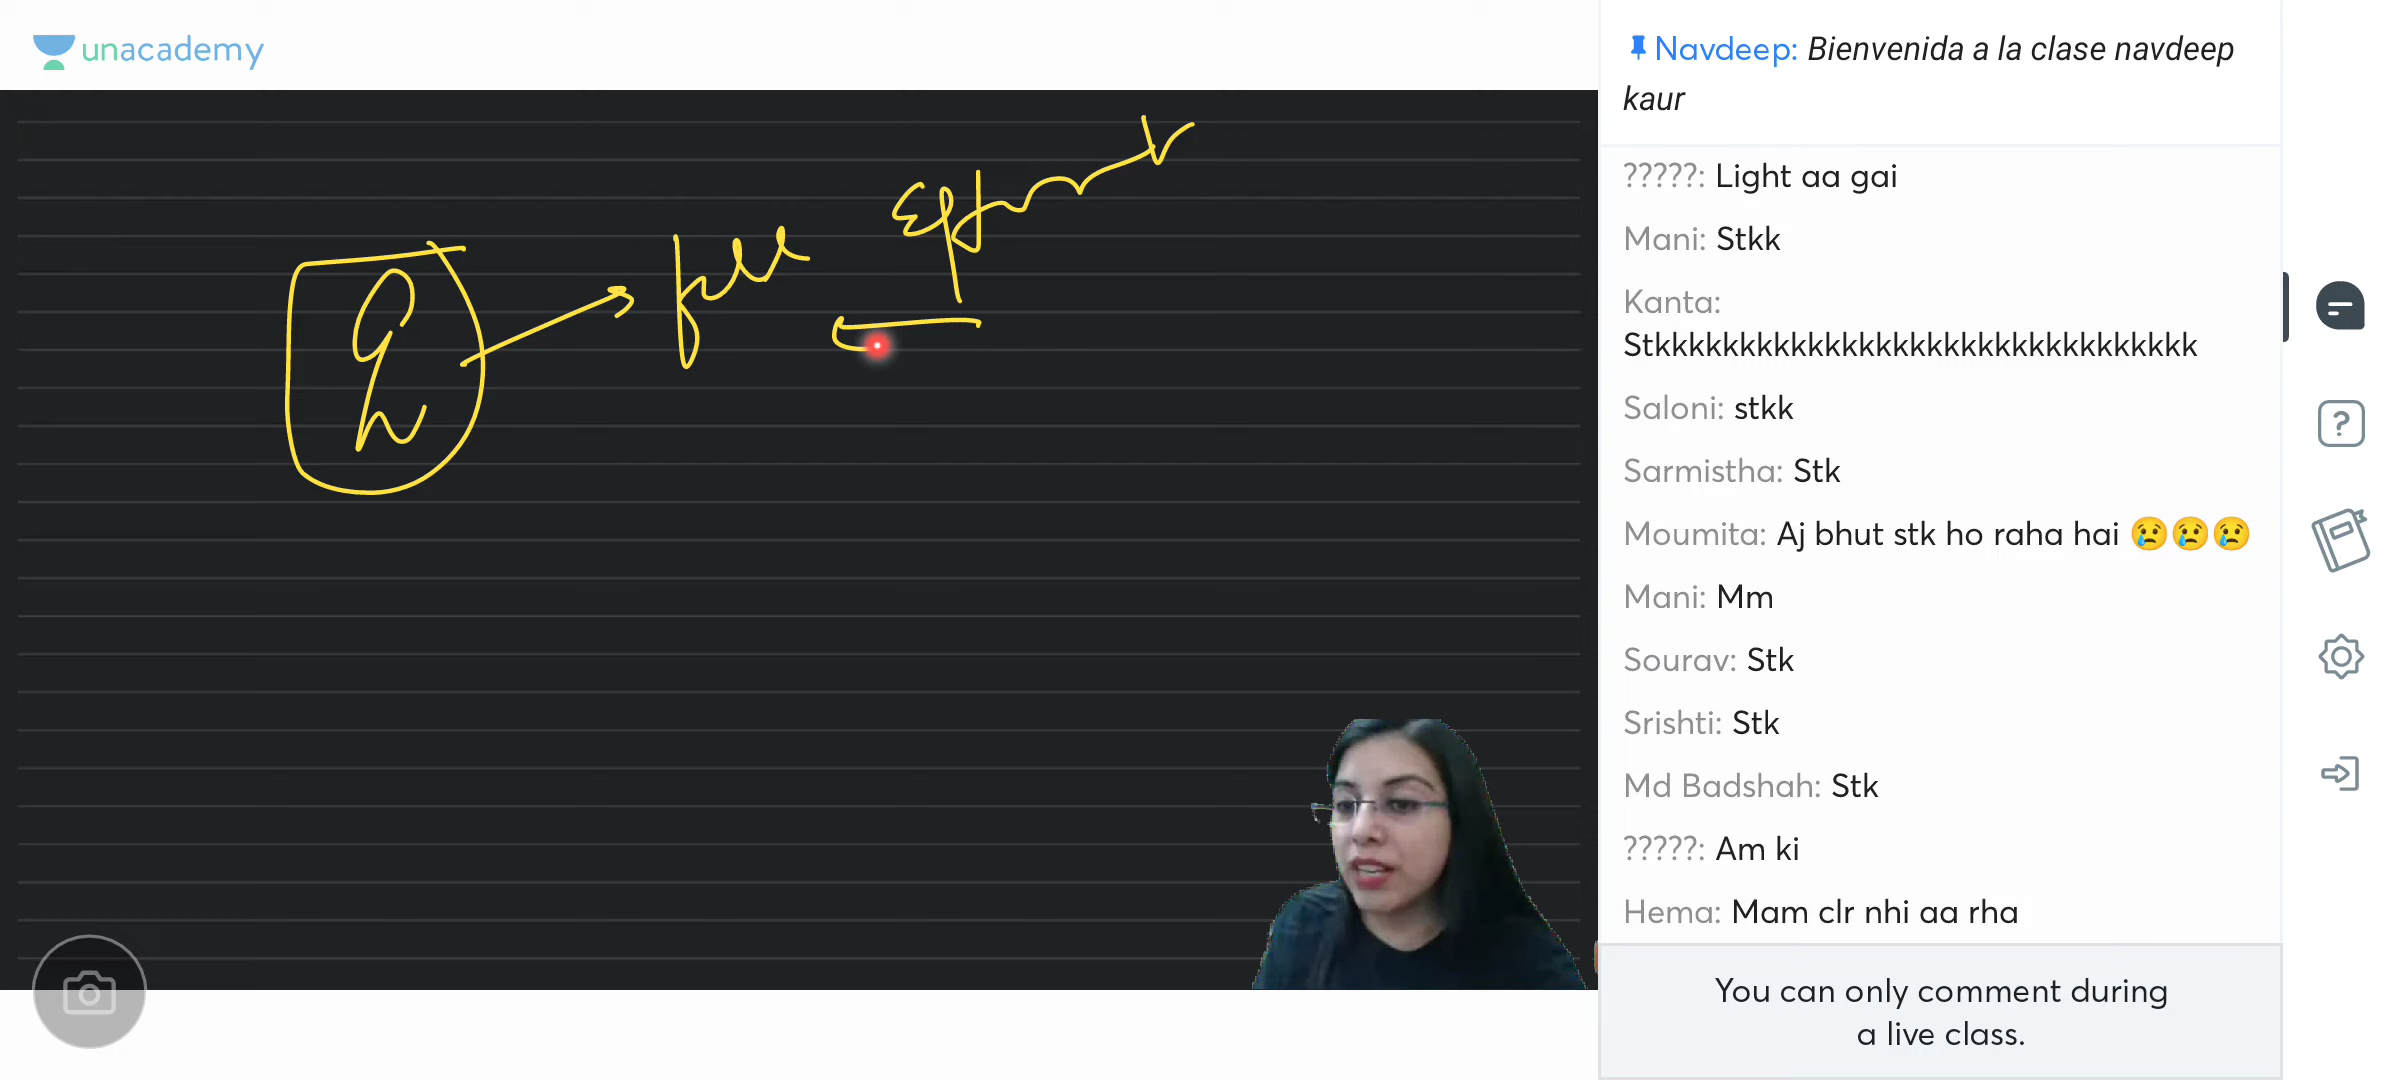 unacademy
Navdeep: Bienvenida a la clase navdeep
kaur
?????: Light aa gai
Mani: Stkk
Kanta:
Stkkkkkkkkkkkkkkkkkkkkkkkkkkkkkk
Saloni: stkk
Sarmistha: Stk
Moumita: Aj bhut stk ho raha hai 😢😢😢
Mani: Mm
Sourav: Stk
Srishti: Stk
Md Badshah: Stk
?????: Am ki
Hema: Mam clr nhi aa rha
You can only comment during
a live class.